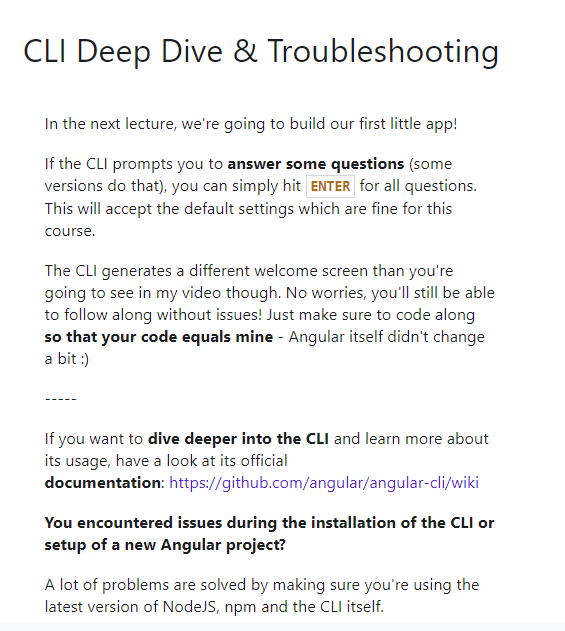 CLI Deep Dive & Troubleshooting
In the next lecture, we're going to build our first little app!
If the CLI prompts you to answer some questions (some
versions do that), you can simply hit ENTER for all questions.
This will accept the default settings which are fine for this
course.
The CLI generates a different welcome screen than you're
going to see in my video though. No worries, you'll still be able
to follow along without issues! Just make sure to code along
so that your code equals mine - Angular itself didn't change
a bit :)
-----
If you want to dive deeper into the CLI and learn more about
its usage, have a look at its official
documentation: https://github.com/angular/angular-cli/wiki
You encountered issues during the installation of the CLI or
setup of a new Angular project?
A lot of problems are solved by making sure you're using the
latest version of NodeJS, npm and the CLI itself.